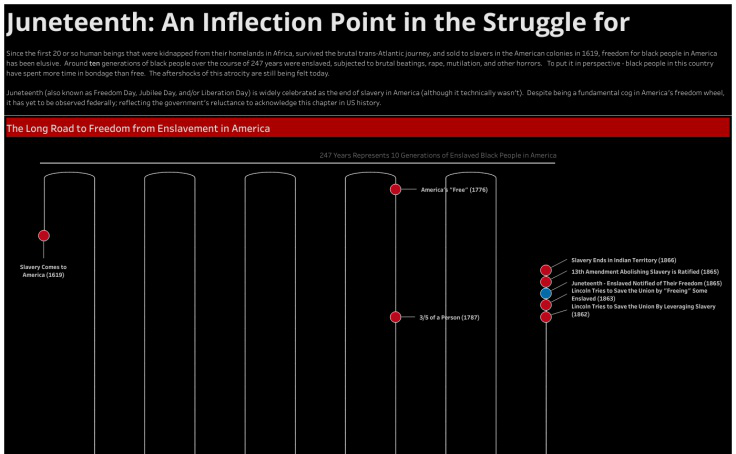 Juneteenth: An Inflection Point in the Struggle for
Since the first 20 or so human beings that were kidnapped from their homelands in Africa, survived the brutal trans-Atlantic journey, and sold to slavers in the American colonies in 1619, freedom for black people in America
has been elusive. Around ten generations of black people over the course of 247 years were enslaved, subjected to brutal beatings, rape, mutilation, and other horrors. To put it in perspective - black people in this country
have spent more time in bondage than free. The aftershocks of this atrocity are still being felt today.
Juneteenth (also known as Freedom Day, Jubilee Day, and/or Liberation Day) is widely celebrated as the end of slavery in America (although it technically wasn't). Despite being a fundamental cog in America's freedom wheel,
it has yet to be observed federally; reflecting the government's reluctance to acknowledge this chapter in US history.
The Long Road to Freedom from Enslavement in America
247 Years Represents 10 Generations of Enslaved Black People in America
America's "Free" (1776)
Slavery Comes to
America (1619)
Slavery Ends in Indian Territory (1866)
13th Amendment Abolishing Slavery is Ratified (1865)
Juneteenth - Enslaved Notified of Their Freedom (1865)
Lincoln Tries to Save the Union by "Freeing" Some
Enslaved (1863)
Lincoln Tries to Save the Union By Leveraging Slavery
(1862)
3/5 of a Person (1787)